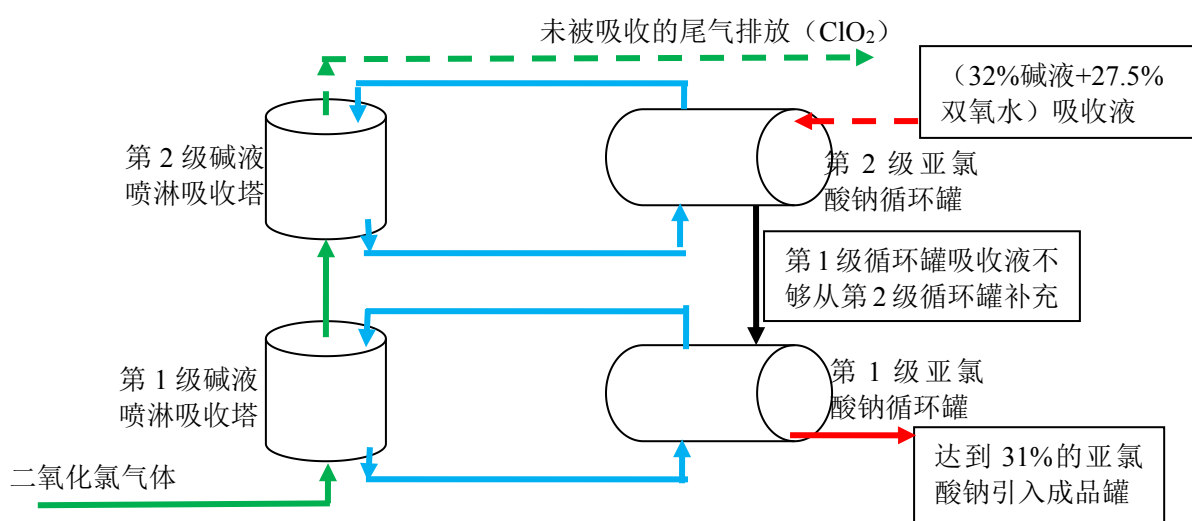 未被吸收的尾气排放（ClO₂）
（32%碱液+27.5%
双氧水）吸收液
第 2 级碱液
喷淋吸收塔
第 2 级亚氯
酸钠循环罐
第 1 级循环罐吸收液不
够从第 2 级循环罐补充
第 1 级碱液
喷淋吸收塔
第 1 级亚氯
酸钠循环罐
二氧化氯气体
达到 31%的亚氯
酸钠引入成品罐